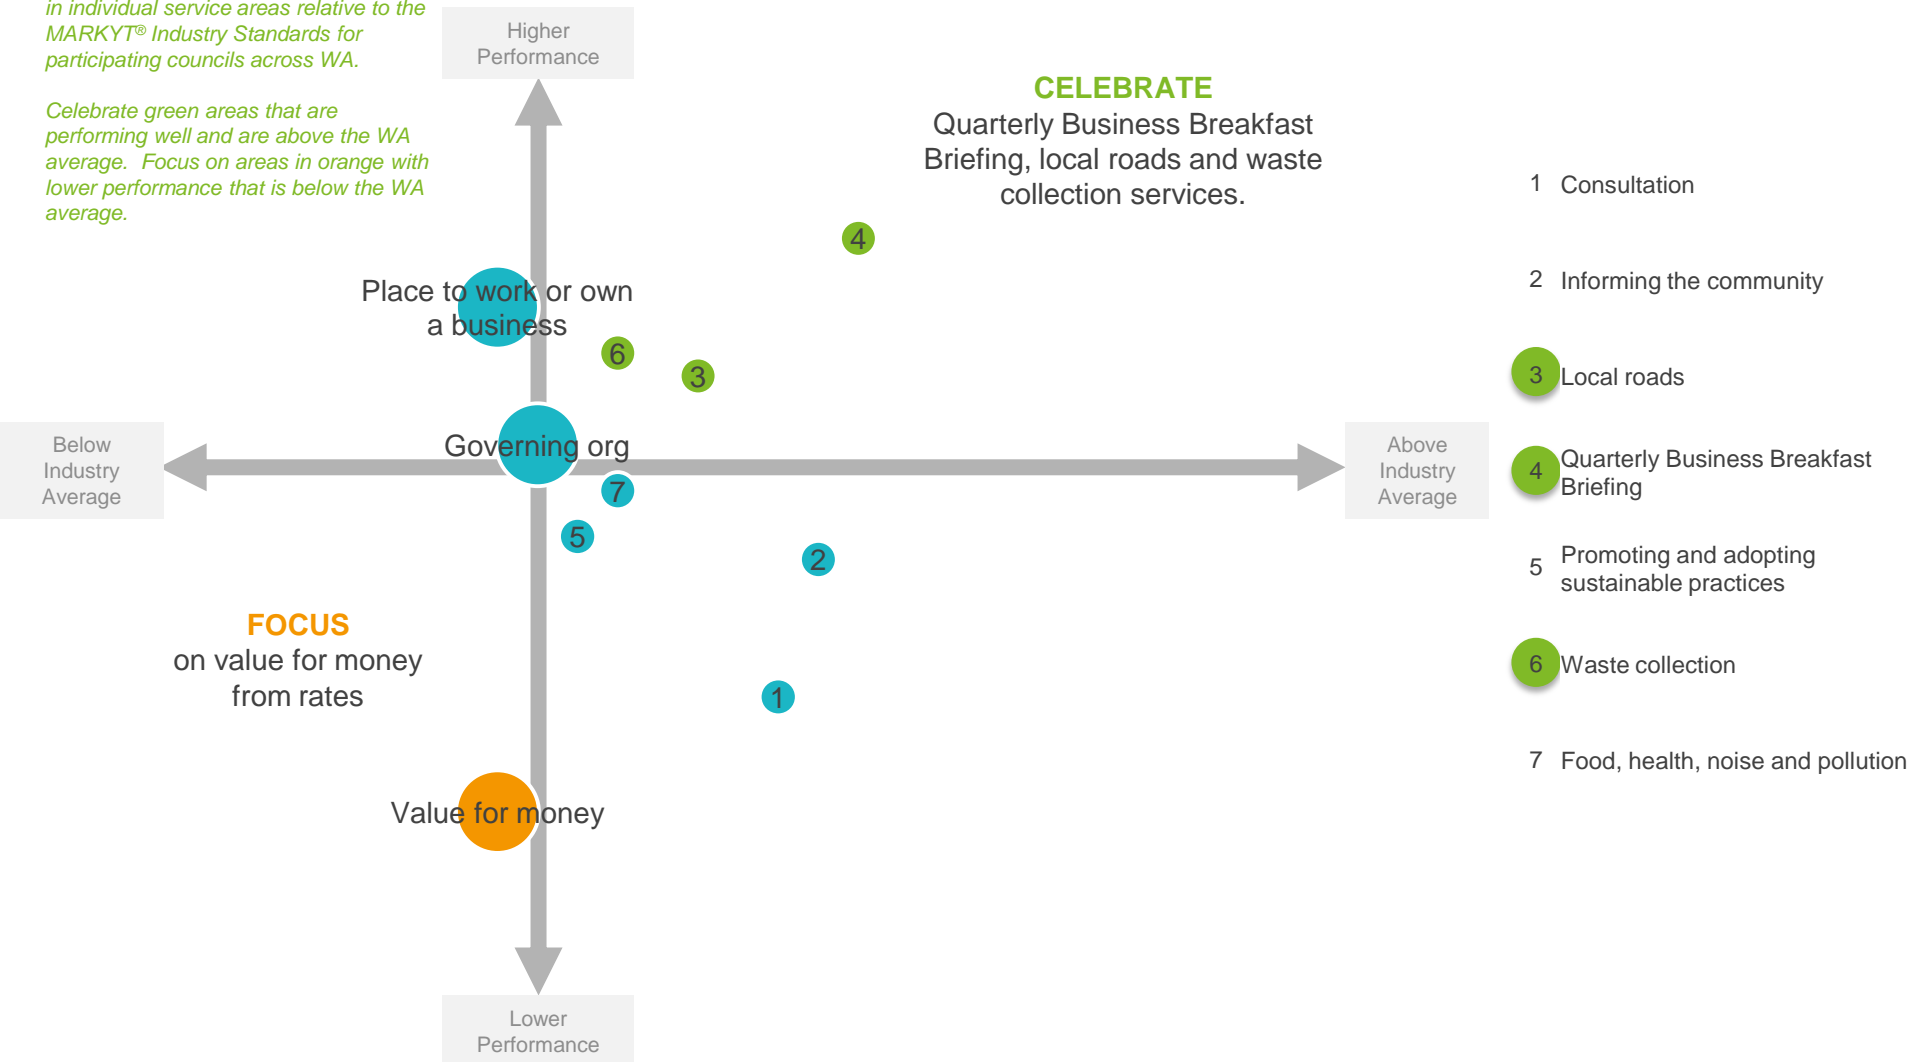 in individual service areas relative to the
MARKYT® Industry Standards for
participating councils across WA.
Celebrate green areas that are
performing well and are above the WA
average.  Focus on areas in orange with
lower performance that is below the WA
average.
Higher
Performance
CELEBRATE
Quarterly Business Breakfast
Briefing, local roads and waste
collection services.
4
Place to work or own
a business
6
3
Below
Industry
Average
Governing org
Above
Industry
Average
7
5
2
FOCUS
on value for money
from rates
1
Value for money
Lower
Performance
1 Consultation
2 Informing the community
3 Local roads
4 Quarterly Business Breakfast
Briefing
5 Promoting and adopting
sustainable practices
6 Waste collection
7 Food, health, noise and pollution